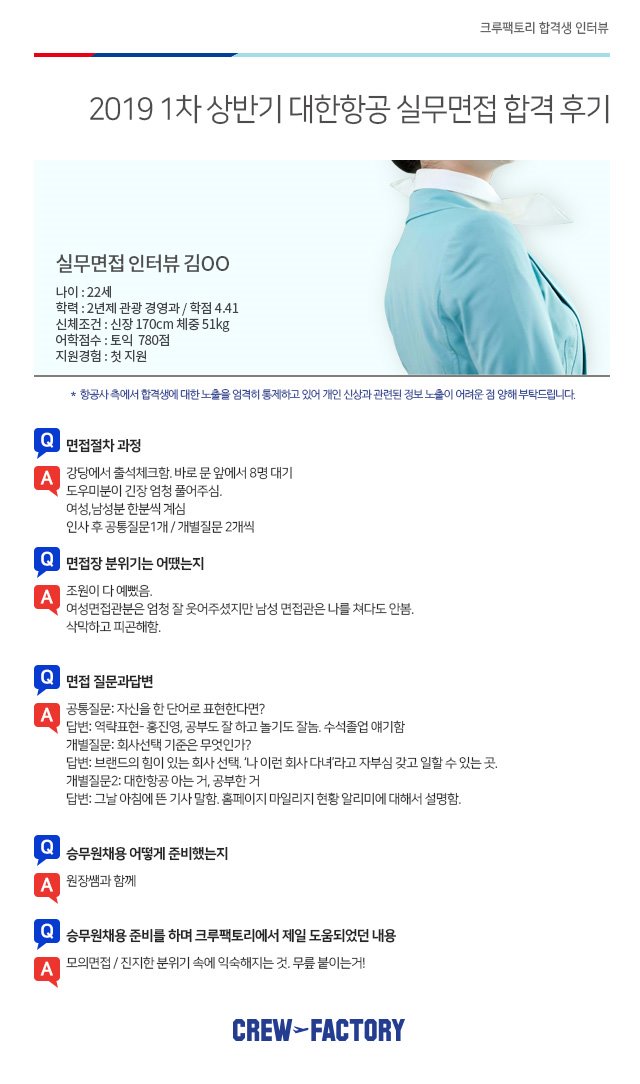 크루팩토리 합격생 인터뷰
2019 1차 상반기 대한항공 실무면접 합격 후기
실무면접 인터뷰 김OO
나이 : 22세
학력 : 2년제 관광 경영과 / 학점 4.41
신체조건 : 신장 170cm 체중 51kg
어학점수 : 토익 780점
지원경험 : 첫 지원
* 항공사 측에서 합격생에 대한 노출을 엄격히 통제하고 있어 개인 신상과 관련된 정보 노출이 어려운 점 양해 부탁드립니다.
Q 면접절차 과정
A 강당에서 출석체크함. 바로 문 앞에서 8명 대기
도우미분이 긴장 엄청 풀어주심.
여성,남성분 한분씩 계심
인사 후 공통질문1개 / 개별질문 2개씩
Q 면접장 분위기는 어땠는지
A 조원이 다 예뻤음.
여성면접관분은 엄청 잘 웃어주셨지만 남성 면접관은 나를 쳐다도 안봄.
삭막하고 피곤해함.
Q 면접 질문과답변
A 공통질문: 자신을 한 단어로 표현한다면?
답변: 역략표현- 홍진영, 공부도 잘 하고 놀기도 잘놈. 수석졸업 얘기함
개별질문: 회사선택 기준은 무엇인가?
답변: 브랜드의 힘이 있는 회사 선택. ‘나 이런 회사 다녀’라고 자부심 갖고 일할 수 있는 곳.
개별질문2: 대한항공 아는 거, 공부한 거
답변: 그날 아침에 뜬 기사 말함. 홈페이지 마일리지 현황 알리미에 대해서 설명함.
Q 승무원채용 어떻게 준비했는지
A 원장쌤과 함께
Q 승무원채용 준비를 하며 크루팩토리에서 제일 도움되었던 내용
A 모의면접 / 진지한 분위기 속에 익숙해지는 것. 무릎 붙이는거!
CREW FACTORY